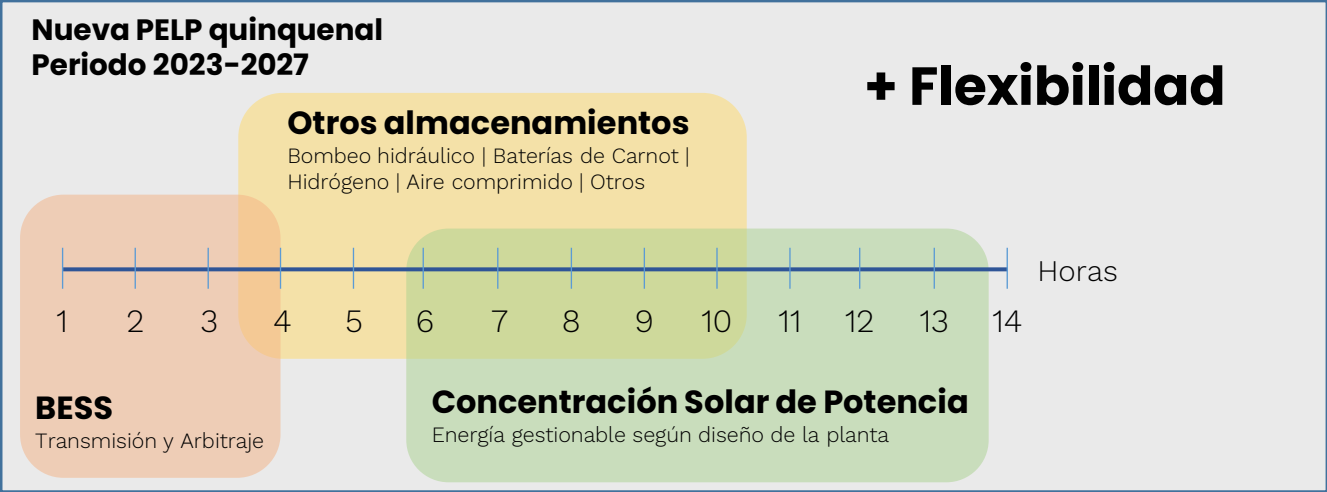 Nueva PELP quinquenal
Periodo 2023-2027
+ Flexibilidad
Otros almacenamientos
Bombeo hidráulico | Baterías de Carnot |
Hidrógeno | Aire comprimido | Otros
Horas
1 2 3 4 5 6 7 8 9 10 11 12 13 14
BESS
Transmisión y Arbitraje
Concentración Solar de Potencia
Energía gestionable según diseño de la planta